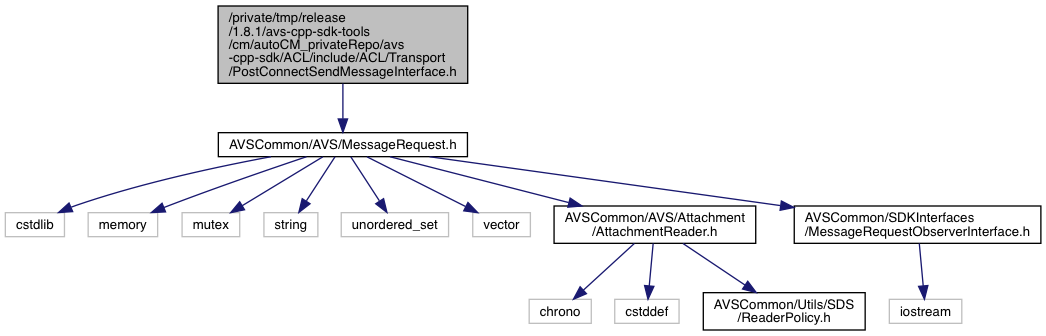 /private/tmp/release
/1.8.1/avs-cpp-sdk-tools
/cm/autoCM_privateRepo/avs
-cpp-sdk/ACL/include/ACL/Transport
/PostConnectSendMessageInterface.h
AVSCommon/AVS/MessageRequest.h
cstdlib
memory
mutex
string
unordered_set
vector
AVSCommon/AVS/Attachment
/AttachmentReader.h
AVSCommon/SDKInterfaces
/MessageRequestObserverInterface.h
chrono
cstddef
AVSCommon/Utils/SDS
/ReaderPolicy.h
iostream